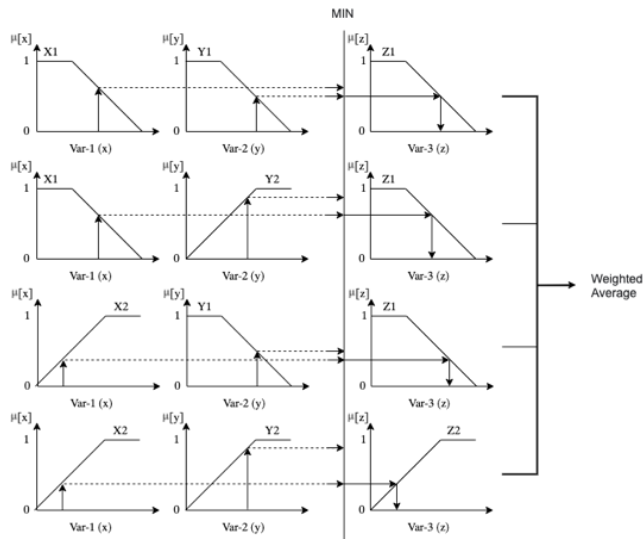 MIN
μ[x] μ[y] μ[z]
X1 Y1 Z1
1 1 1
0 0 0
Var-1 (x) Var-2 (y) Var-3 (z)
μ[x] μ[y] μ[z]
X1 Y2 Z1
1 1 1
0 0 0
Var-1 (x) Var-2 (y) Var-3 (z)
Weighted
Average
μ[x] μ[y] μ[z]
X2 Y1 Z1
1 1 1
0 0 0
Var-1 (x) Var-2 (y) Var-3 (z)
μ[x] μ[y] μ[z]
X2 Y2 Z2
1 1 1
0 0 0
Var-1 (x) Var-2 (y) Var-3 (z)